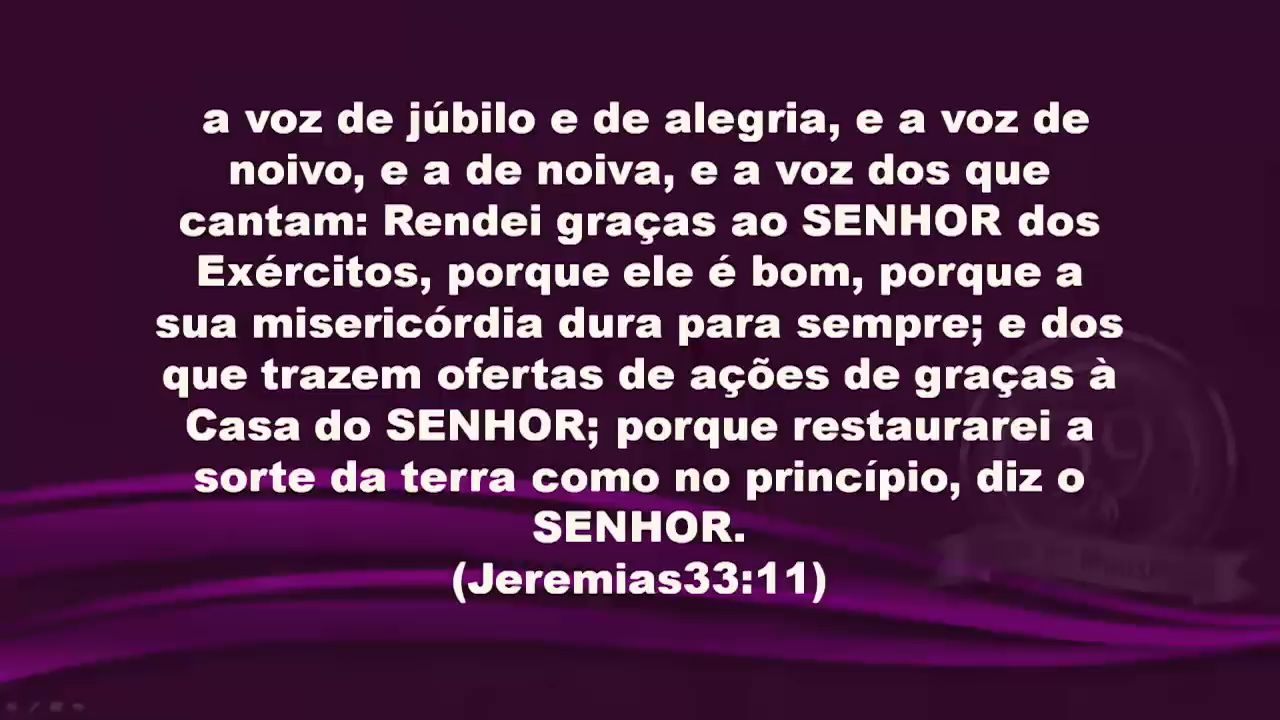 a voz de júbilo e de alegria, e a voz de
noivo, e a de noiva, e a voz dos que
cantam: Rendei graças ao SENHOR dos
Exércitos, porque ele é bom, porque a
sua misericórdia dura para sempre; e dos
que trazem ofertas de ações de graças à
Casa do SENHOR; porque restaurarei a
sorte da terra como no princípio, diz o
SENHOR.
(Jeremias33:11)